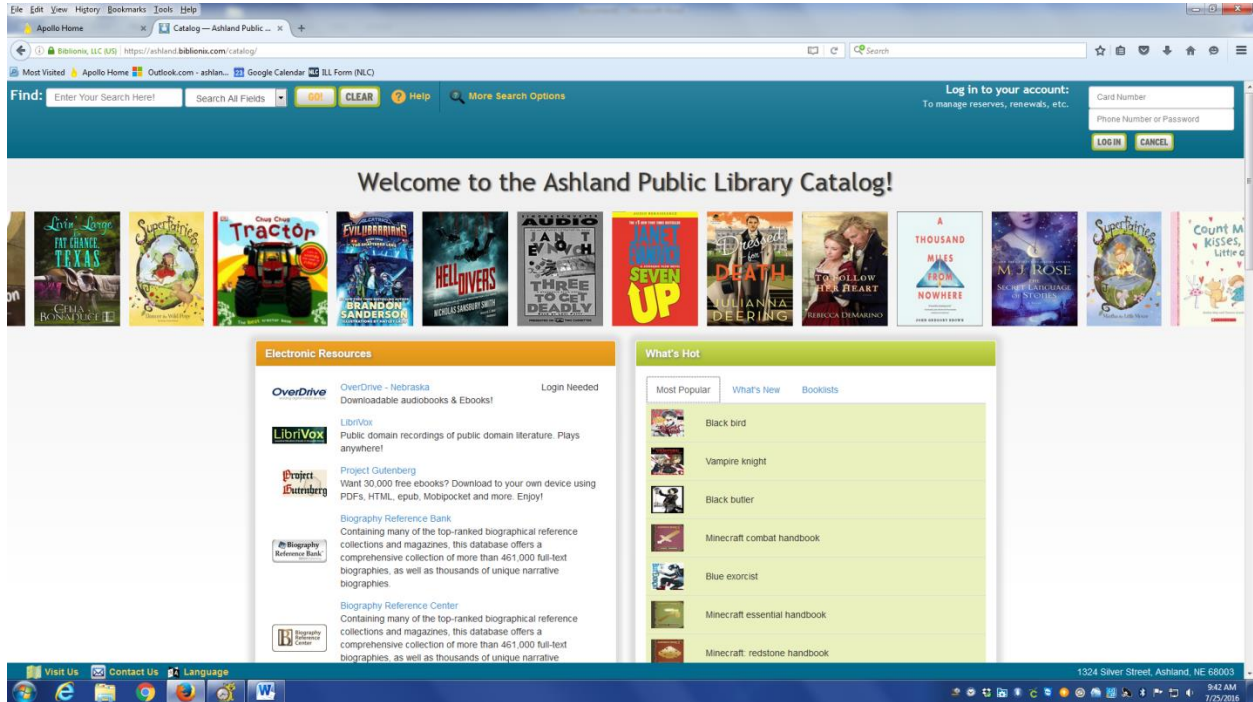 File Edit View History Bookmarks Tools Help
Apollo Home
Catalog — Ashland Public ...
Biblionix, LLC (US) https://ashland.biblionix.com/catalog/
Search
Most Visited Apollo Home Outlook.com - ashlan... Google Calendar ILL Form (NLC)
Find: Enter Your Search Here! Search All Fields GO! CLEAR Help More Search Options
Log in to your account:
To manage reserves, renewals, etc.
Card Number
Phone Number or Password
LOG IN CANCEL
Welcome to the Ashland Public Library Catalog!
Livin' Large
in
FAT CHANCE,
TEXAS
CELIA
BONADUCE
SuperFairies
Chug Chug
Tractor
EVIL LIBRARIANS
BRANDON
SANDERSON
HELL DIVERS
NICHOLAS SANSBURY SMITH
AUDIO
JANET
EVANOVICH
THREE
TO GET
DEADLY
JANET
EVANOVICH
SEVEN
UP
Dressed
for
DEATH
JULIANNA
DEERING
TO FOLLOW
HER HEART
REBECCA DEMARINO
A
THOUSAND
MILES
FROM
NOWHERE
JOHN GREGORY BROWN
M. J. ROSE
SECRET LANGUAGE
OF STONES
SuperFairies
Count M
Kisses,
Little o
Electronic Resources
OverDrive
OverDrive - Nebraska Login Needed
Downloadable audiobooks & Ebooks!
LibriVox
LibriVox
Public domain recordings of public domain literature. Plays
anywhere!
Project
Gutenberg
Project Gutenberg
Want 30,000 free ebooks? Download to your own device using
PDFs, HTML, epub, Mobipocket and more. Enjoy!
Biography
Reference Bank
Biography Reference Bank
Containing many of the top-ranked biographical reference
collections and magazines, this database offers a
comprehensive collection of more than 461,000 full-text
biographies, as well as thousands of unique narrative
biographies.
Biography
Reference
Center
Biography Reference Center
Containing many of the top-ranked biographical reference
collections and magazines, this database offers a
comprehensive collection of more than 461,000 full-text
biographies, as well as thousands of unique narrative
What's Hot
Most Popular What's New Booklists
Black bird
Vampire knight
Black butler
Minecraft combat handbook
Blue exorcist
Minecraft essential handbook
Minecraft: redstone handbook
Visit Us Contact Us Language
1324 Silver Street, Ashland, NE 68003
9:42 AM
7/25/2016